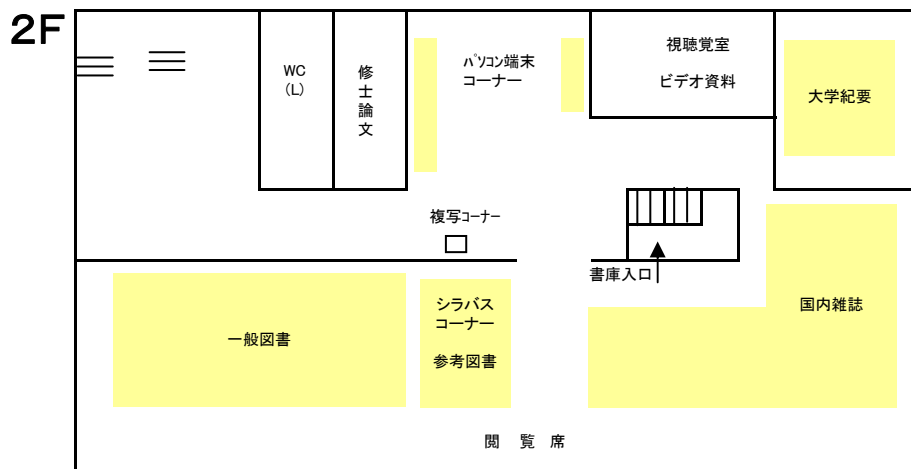 2F
WC
(L)
修士論文
ﾊﾟｿｺﾝ端末
コーナー
視聴覚室
ビデオ資料
大学紀要
複写ｺｰﾅｰ
書庫入口
一般図書
シラバス
コーナー
参考図書
国内雑誌
閲 覧 席